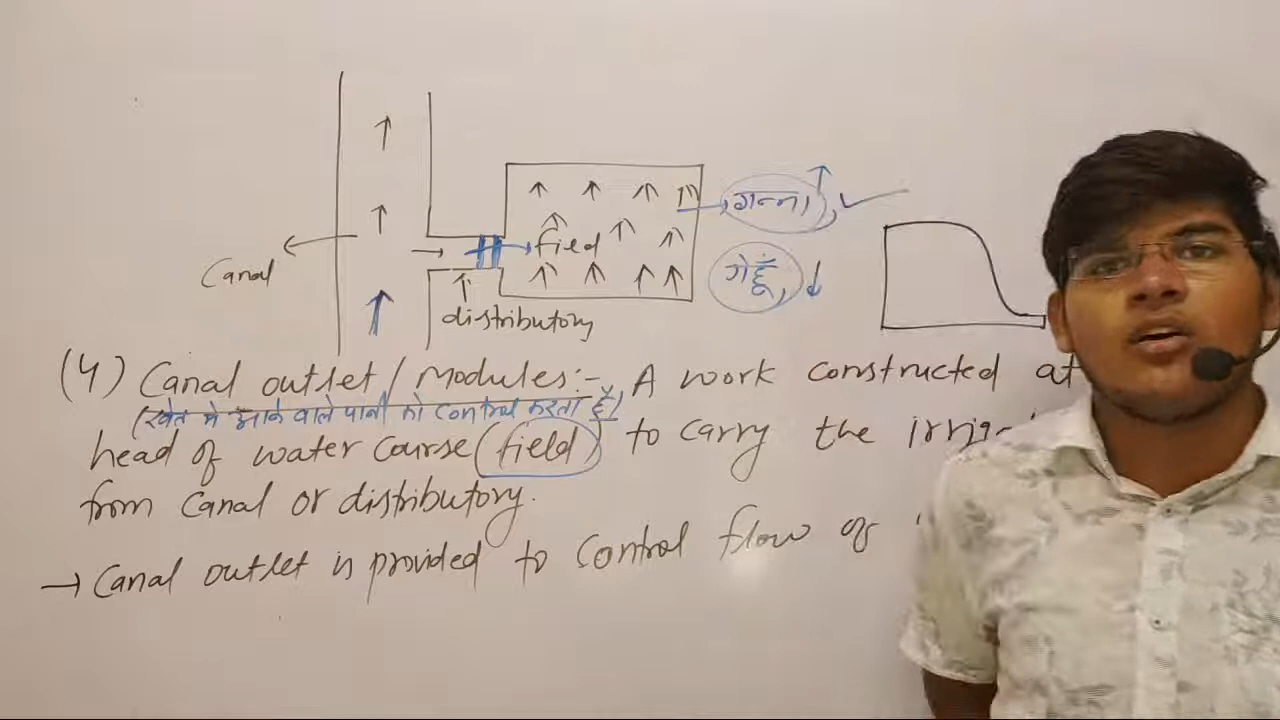 गन्ना,
field
Canal
गेहूँ,
distributory
(4) Canal outlet / Modules:- A work constructed at
(खेत मे आने वाले पानी को control करता है)
head of water course (field) to carry the irrig
from canal or distributory.
→ Canal outlet is provided to control flow of